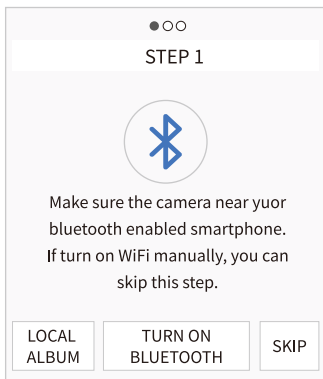 STEP 1
Make sure the camera near yuor
bluetooth enabled smartphone.
If turn on WiFi manually, you can
skip this step.
LOCAL
ALBUM
TURN ON
BLUETOOTH
SKIP